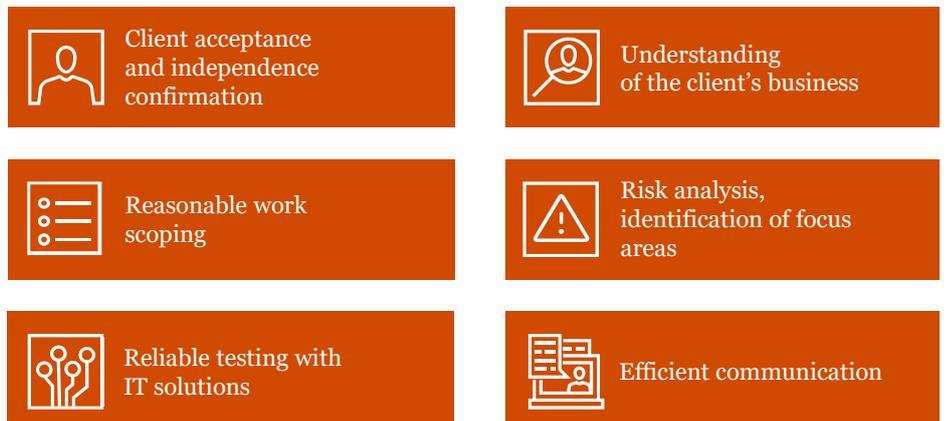 Client acceptance
and independence
confirmation
Understanding
of the client’s business
Reasonable work
scoping
Risk analysis,
identification of focus
areas
Reliable testing with
IT solutions
Efficient communication